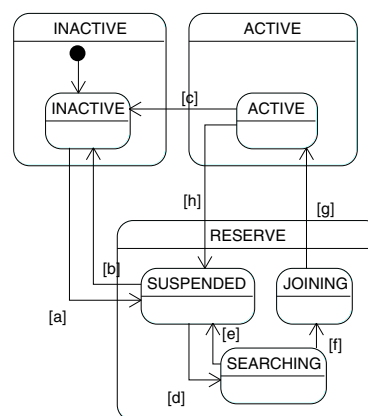 INACTIVE
ACTIVE
INACTIVE
[c]
ACTIVE
[h]
[g]
RESERVE
[b]
SUSPENDED
JOINING
[a]
[e]
[f]
SEARCHING
[d]